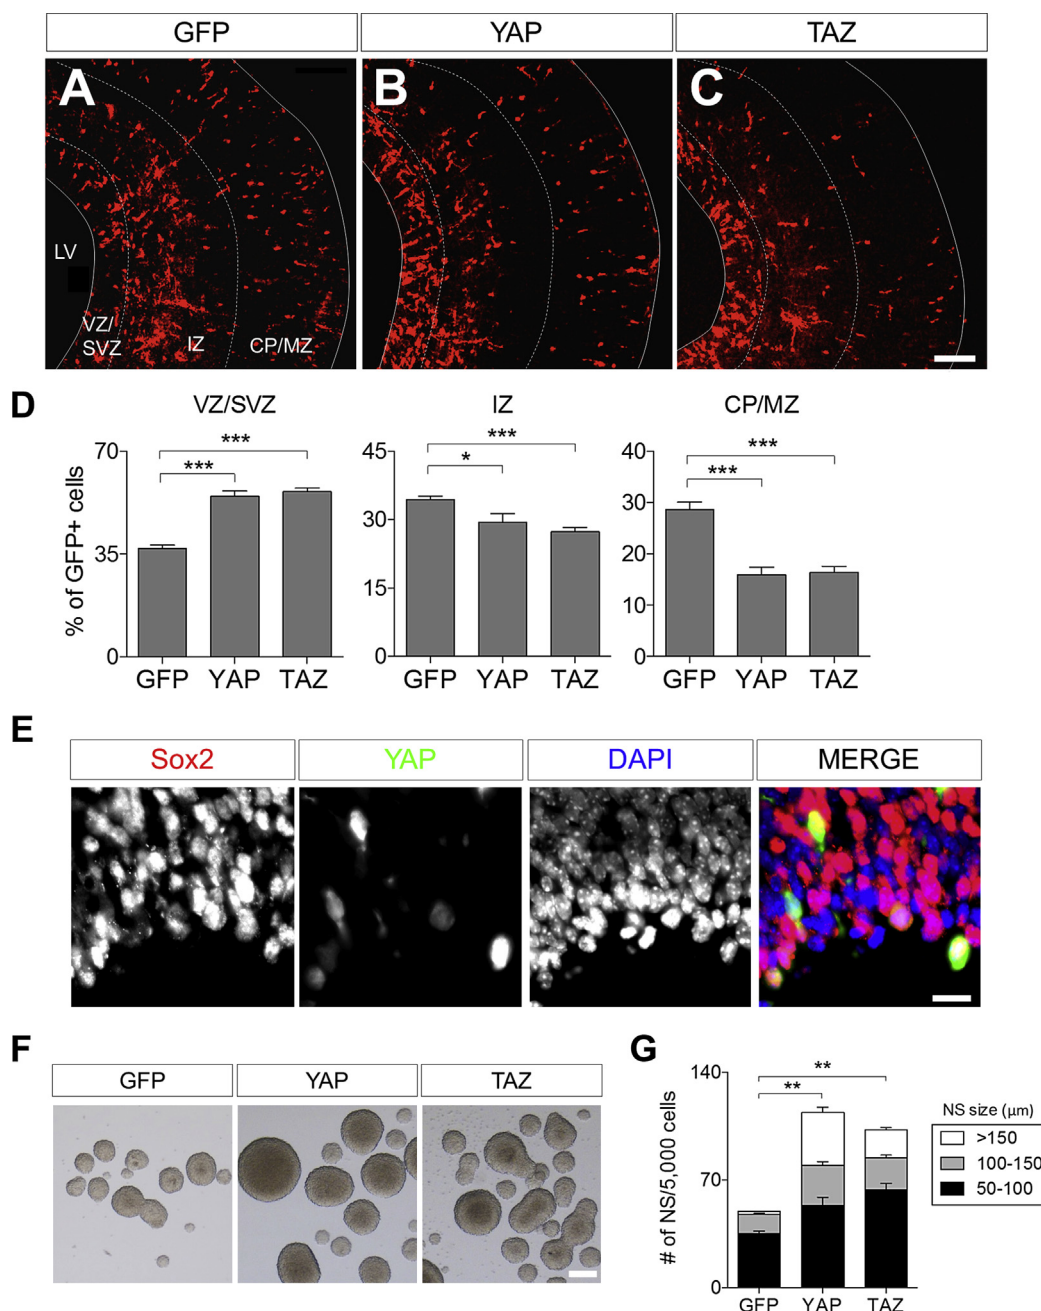 GFP YAP TAZ
A B C
LV
VZ/
SVZ IZ CP/MZ
D
VZ/SVZ IZ CP/MZ
% of GFP+ cells
70 *** ***
35
0
GFP YAP TAZ
45 *** *
30
15
0
GFP YAP TAZ
40 *** ***
30
20
10
0
GFP YAP TAZ
E
Sox2 YAP DAPI MERGE
F
GFP YAP TAZ
G
# of NS/5,000 cells
140 ** **
70
0
GFP YAP TAZ
NS size (μm)
>150
100-150
50-100